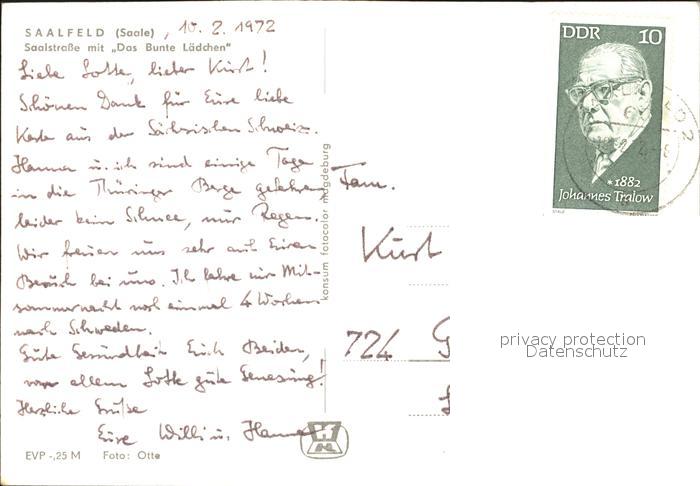 SAALFELD (Saale), 10. 2. 1972
Saalstraße mit „Das Bunte Lädchen"
Liebe Lotte, lieber Kurt!
Schönen Dank für Eure liebe
Karte aus der Sächsischen Schweiz.
Hanna u. ich sind einige Tage
in die Thüringer Berge gefahren,
leider kein Schnee, nur Regen.
Wir freuen uns sehr auf Euren
Besuch bei uns. Ich fahre zur Mit-
sommernacht noch einmal 4 Wochen
nach Schweden.
Gute Gesundheit Euch Beiden,
vor allem Lotte gute Genesung!
Herzliche Grüße
Eure Willi u. Hanna
EVP -,25 M Foto: Otte
konsum fotocolor magdeburg
DDR 10
* 1882
Johannes Tralow
Fam.
Kurt
724 G
privacy protection
Datenschutz